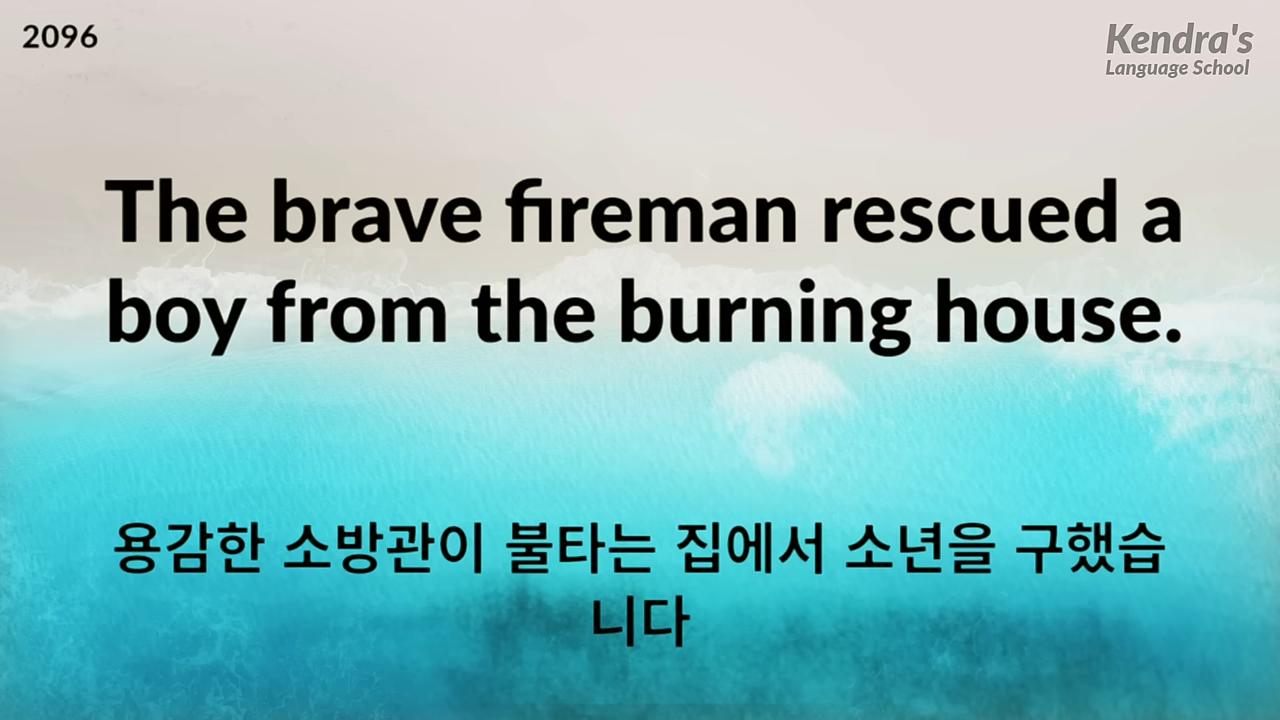 2096
Kendra's
Language School
The brave fireman rescued a
boy from the burning house.
용감한 소방관이 불타는 집에서 소년을 구했습
니다